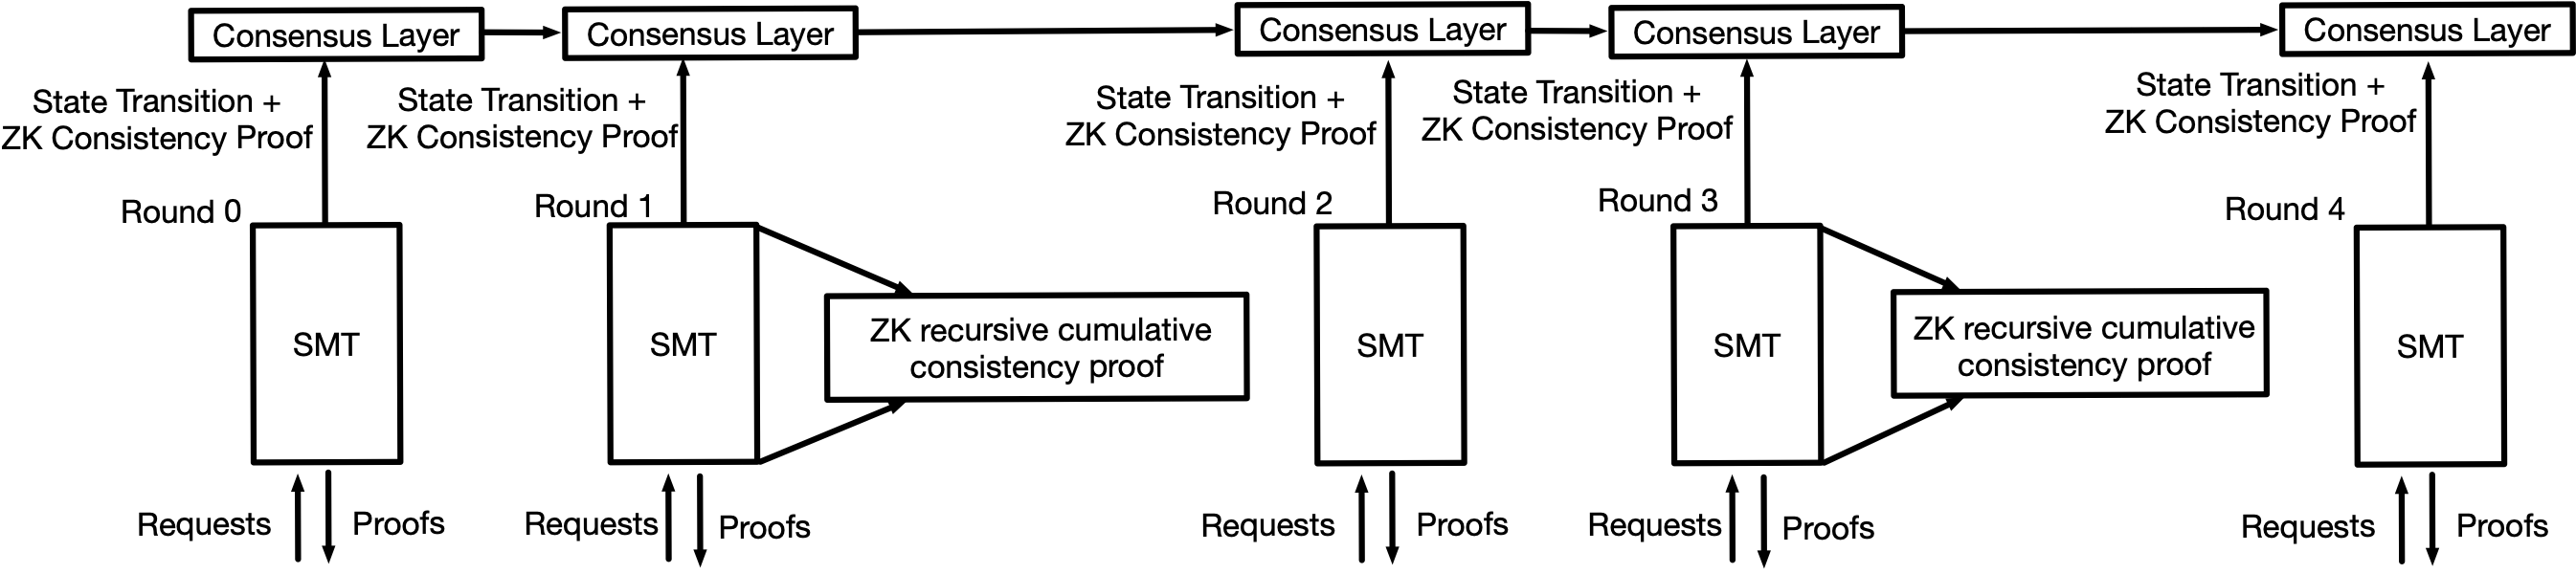 Consensus Layer
Consensus Layer
Consensus Layer
Consensus Layer
Consensus Layer
State Transition +
ZK Consistency Proof
State Transition +
ZK Consistency Proof
State Transition +
ZK Consistency Proof
State Transition +
ZK Consistency Proof
State Transition +
ZK Consistency Proof
Round 0
Round 1
Round 2
Round 3
Round 4
SMT
SMT
ZK recursive cumulative
consistency proof
SMT
SMT
ZK recursive cumulative
consistency proof
SMT
Requests
Proofs
Requests
Proofs
Requests
Proofs
Requests
Proofs
Requests
Proofs